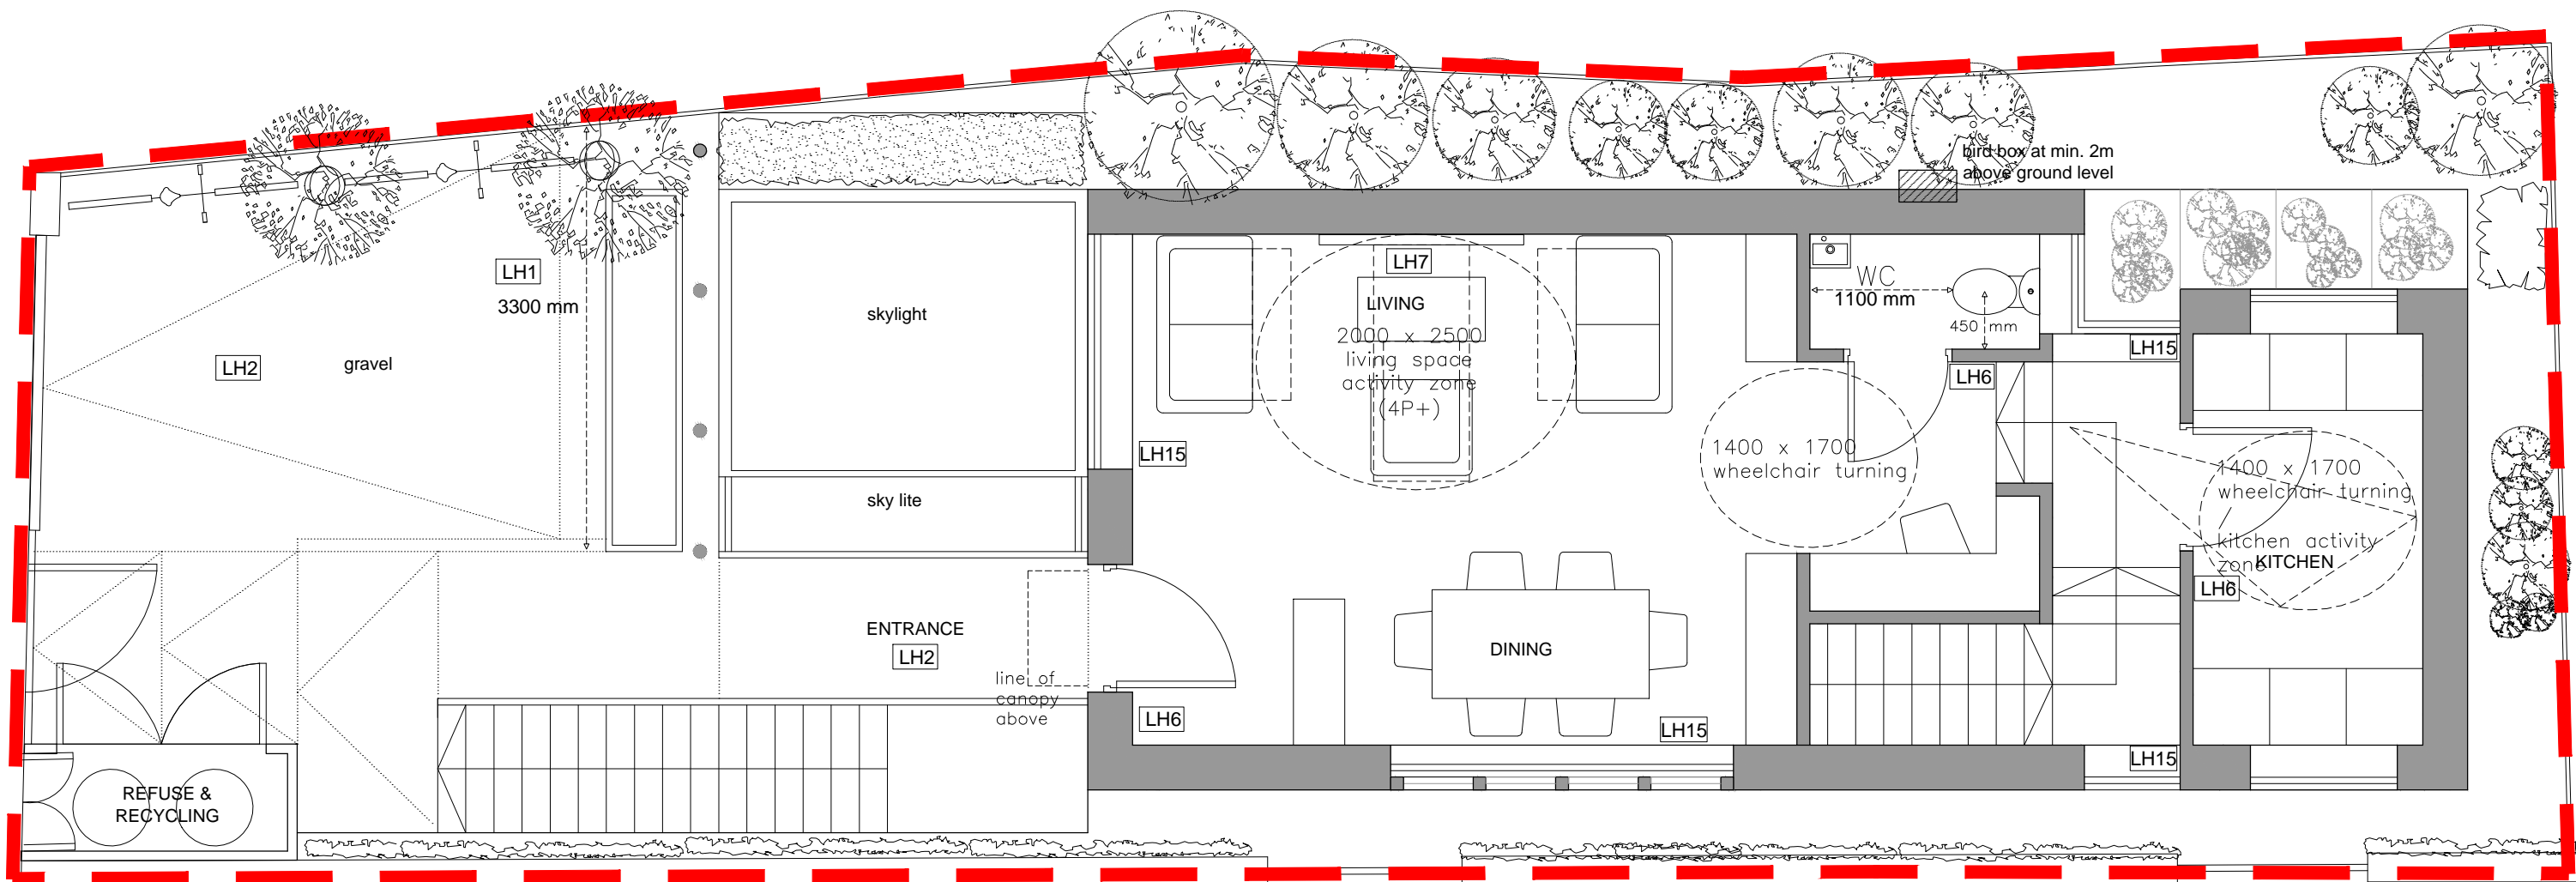 bird box at min. 2m
above ground level
LH1
3300 mm
LH2
gravel
skylight
sky lite
LH7
LIVING
2000 x 2500
living space
activity zone
(4P+)
WC
1100 mm
450 mm
LH15
LH6
LH15
1400 x 1700
wheelchair turning
1400 x 1700
wheelchair turning
kitchen activity
zone
KITCHEN
LH6
ENTRANCE
LH2
line of
canopy
above
LH6
DINING
LH15
LH15
REFUSE &
RECYCLING